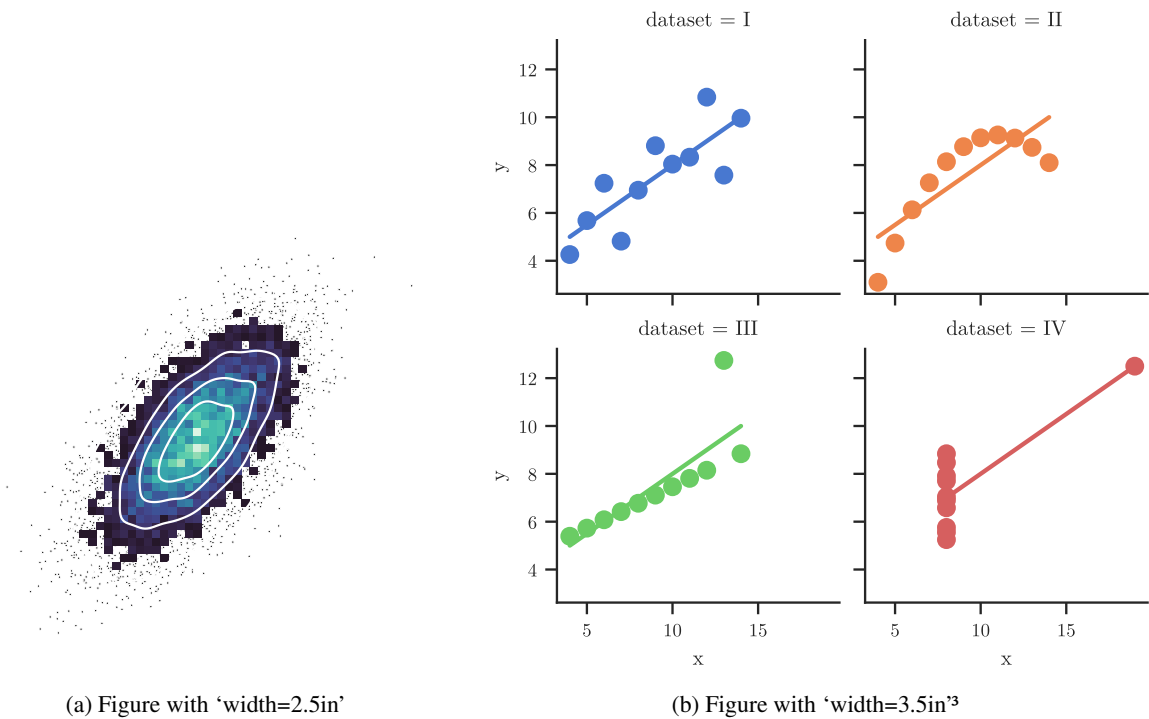 dataset = I
dataset = II
12
10
8
6
4
y
dataset = III
dataset = IV
12
10
8
6
4
y
5
10
15
5
10
15
x
x
(a) Figure with ‘width=2.5in’
(b) Figure with ‘width=3.5in’³